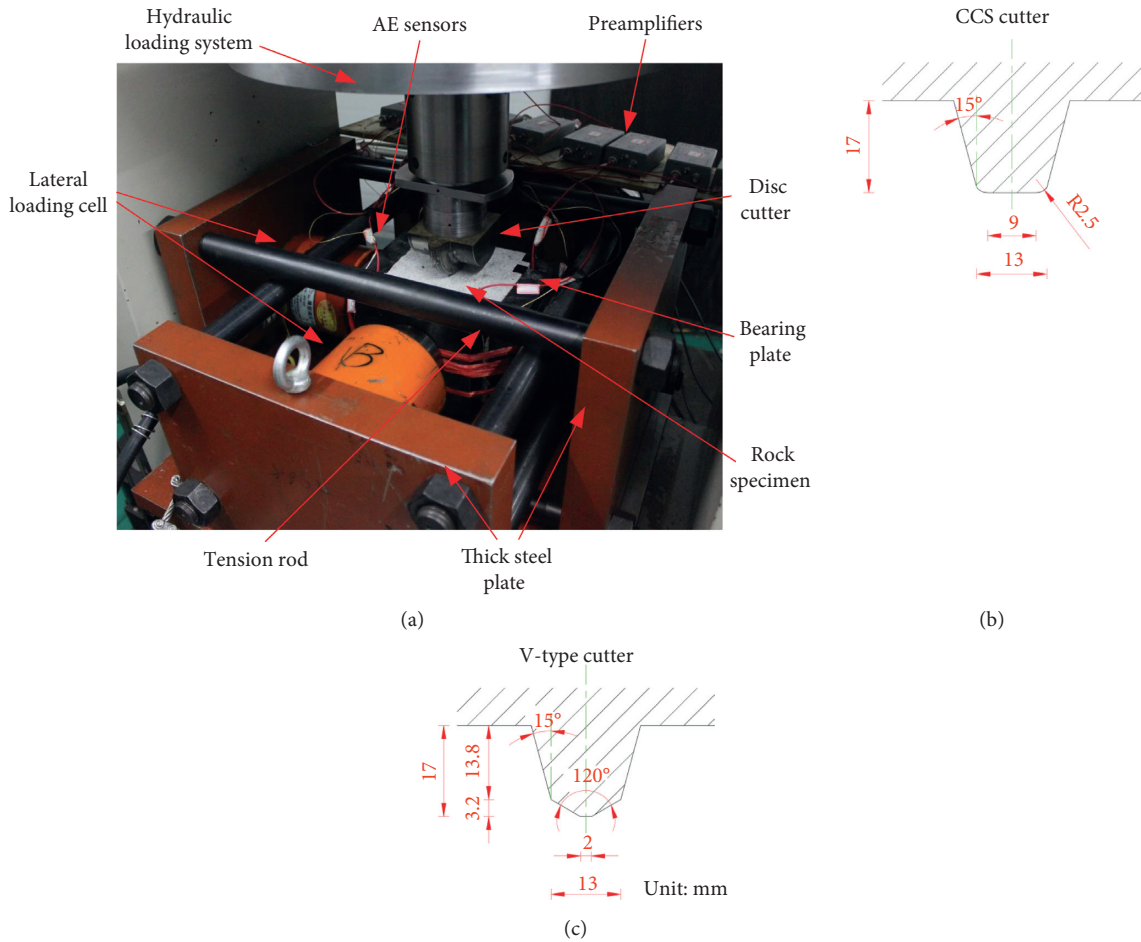 Hydraulic
loading system
AE sensors
Preamplifiers
Lateral
loading cell
Disc
cutter
Bearing
plate
Rock
specimen
Tension rod
Thick steel
plate
B
(a)
CCS cutter
15°
17
R2.5
9
13
(b)
V-type cutter
15°
17
13.8
3.2
120°
2
13
Unit: mm
(c)